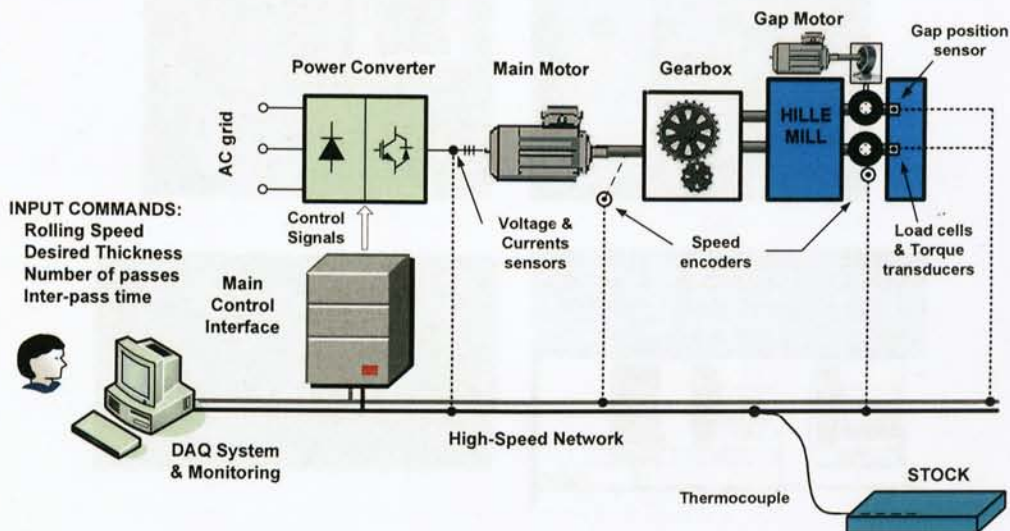 Gap Motor
Gap position
sensor
Power Converter
Main Motor
Gearbox
HILLE
MILL
AC grid
INPUT COMMANDS:
Rolling Speed
Desired Thickness
Number of passes
Inter-pass time
Control
Signals
Voltage &
Currents
sensors
Speed
encoders
Load cells
& Torque
transducers
Main
Control
Interface
DAQ System
& Monitoring
High-Speed Network
Thermocouple
STOCK